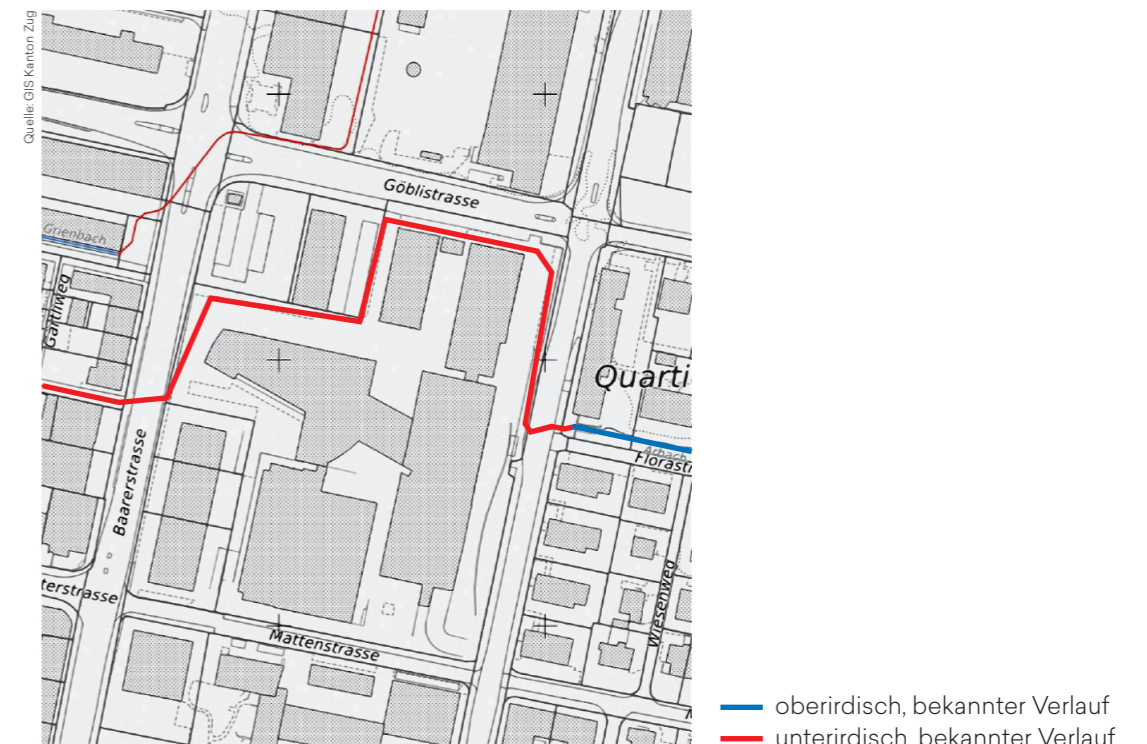 Quelle: GIS Kanton Zug
Göblistrasse
Grienbach
Gärtliweg
Quarti
Arbach
Florastr
Baarerstrasse
Wiesenweg
terstrasse
Mattenstrasse
oberirdisch, bekannter Verlauf
unterirdisch, bekannter Verlauf